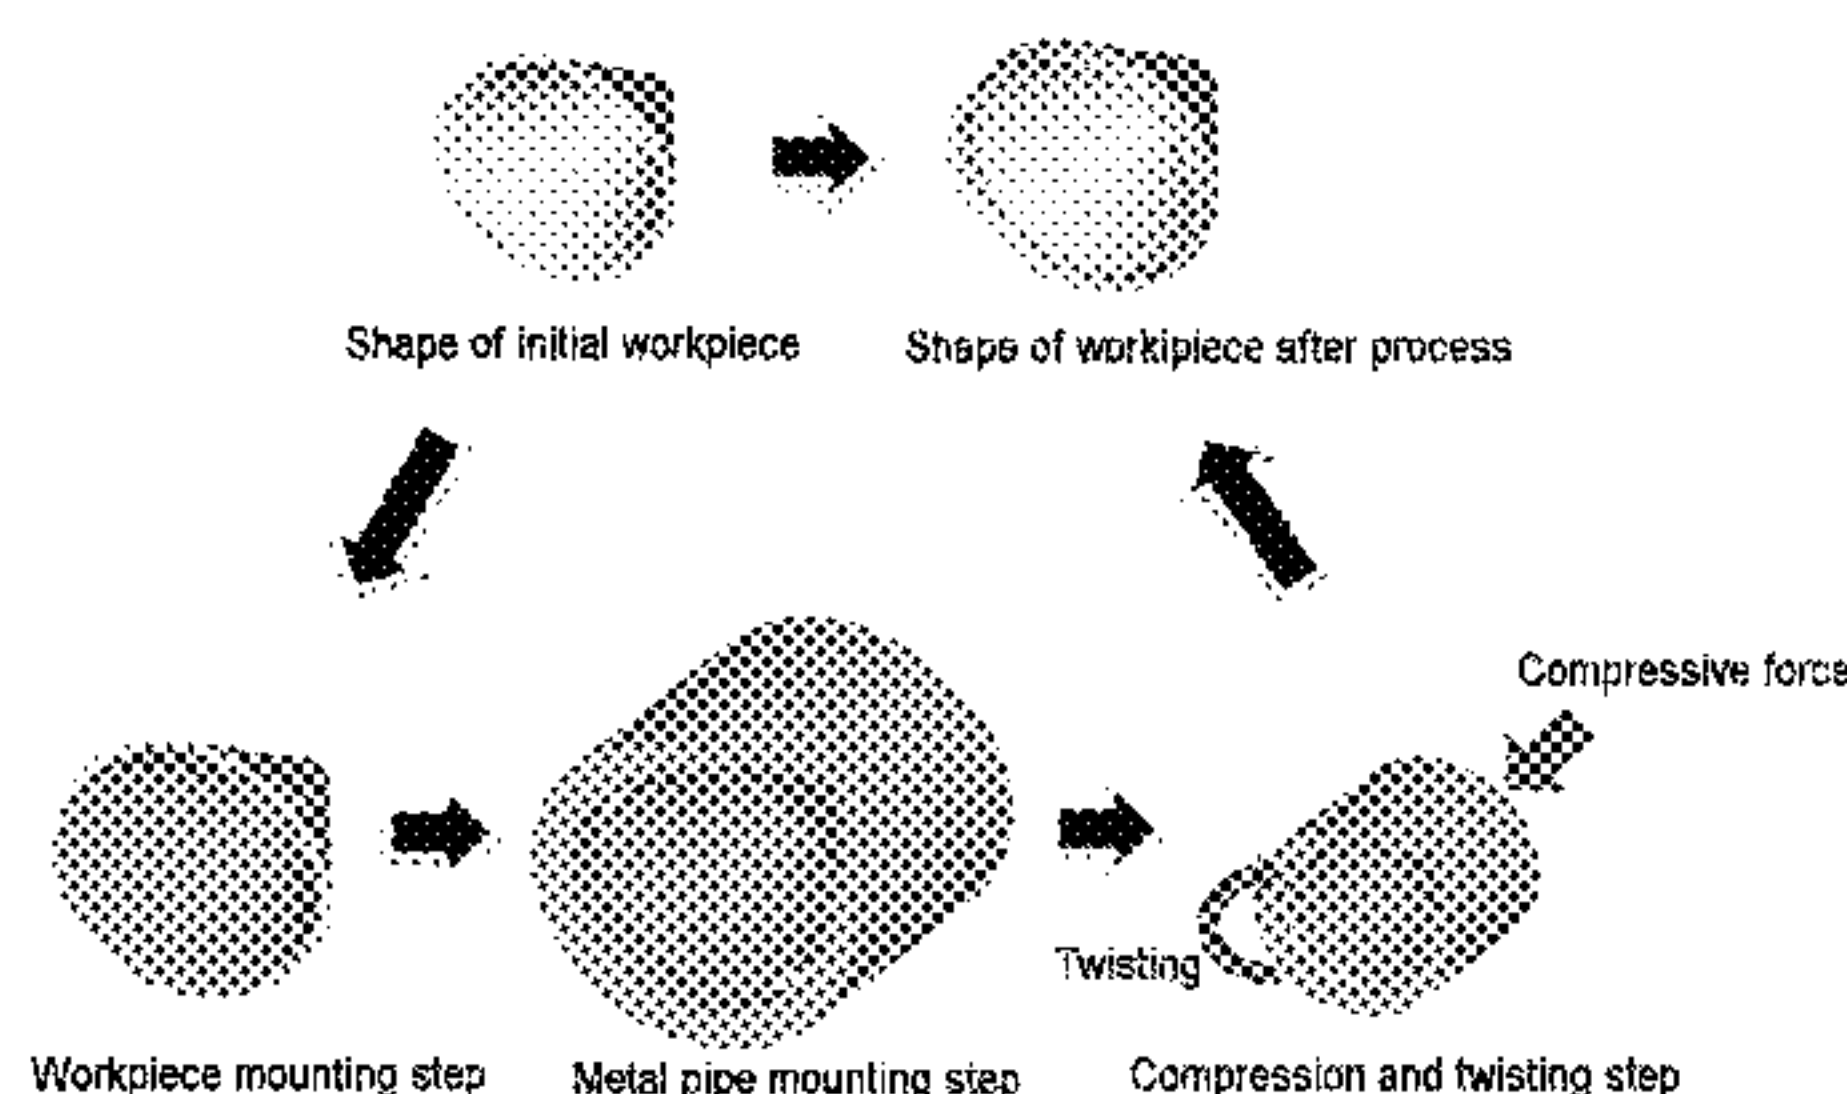 Shape of initial workpiece
Shape of workipiece after process
Compressive force
Twisting
Workpiece mounting step
Metal pipe mounting step
Compression and twisting step